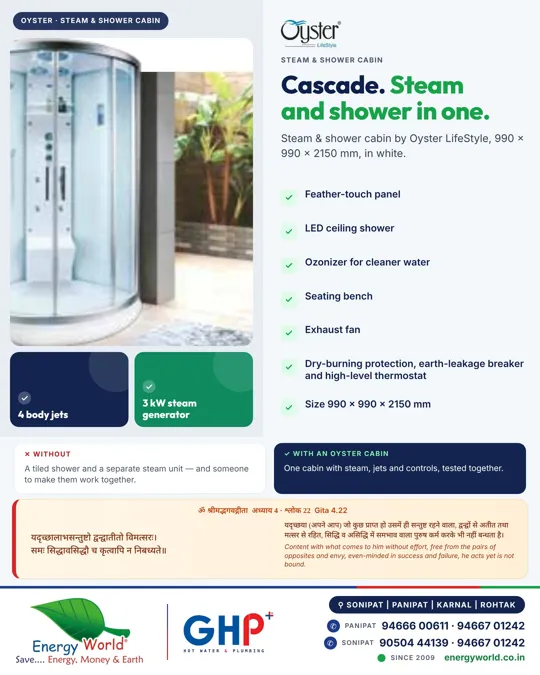 OYSTER · STEAM & SHOWER CABIN
Oyster®
LifeStyle
STEAM & SHOWER CABIN
Cascade. Steam
and shower in one.
Steam & shower cabin by Oyster LifeStyle, 990 ×
990 × 2150 mm, in white.
Feather-touch panel
LED ceiling shower
Ozonizer for cleaner water
Seating bench
Exhaust fan
Dry-burning protection, earth-leakage breaker
and high-level thermostat
Size 990 × 990 × 2150 mm
4 body jets
3 kW steam
generator
× WITHOUT
A tiled shower and a separate steam unit — and someone
to make them work together.
✓ WITH AN OYSTER CABIN
One cabin with steam, jets and controls, tested together.
ॐ श्रीमद्भगवद्गीता अध्याय 4 · श्लोक 22 Gita 4.22
यदृच्छालाभसन्तुष्टो द्वन्द्वातीतो विमत्सरः।
समः सिद्धावसिद्धौ च कृत्वापि न निबध्यते॥
यदृच्छया (अपने आप) जो कुछ प्राप्त हो उसमें ही सन्तुष्ट रहने वाला, द्वन्द्वों से अतीत तथा
मत्सर से रहित, सिद्धि व असिद्धि में समभाव वाला पुरुष कर्म करके भी नहीं बन्धता है।
Content with what comes to him without effort, free from the pairs of
opposites and envy, even-minded in success and failure, he acts yet is not
bound.
Energy World
Save.... Energy, Money & Earth
GHP+
HOT WATER & PLUMBING
SONIPAT | PANIPAT | KARNAL | ROHTAK
PANIPAT 94666 00611 · 94667 01242
SONIPAT 90504 44139 · 94667 01242
SINCE 2009 energyworld.co.in